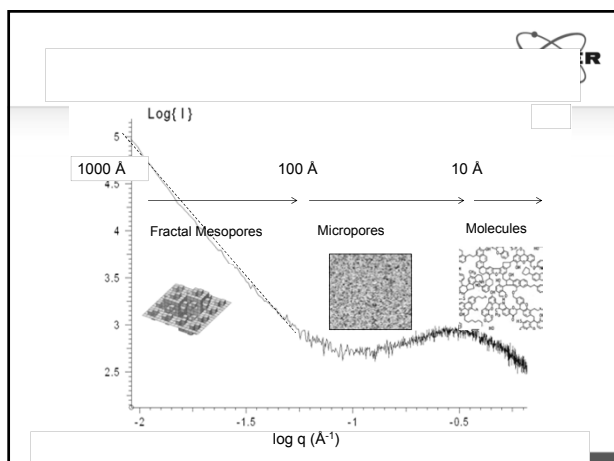 ER
Log{ I }
5
1000 Å
100 Å
10 Å
4.5
Fractal Mesopores
Micropores
Molecules
4
3.5
3
2.5
-2
-1.5
-1
-0.5
log q (Å-1)